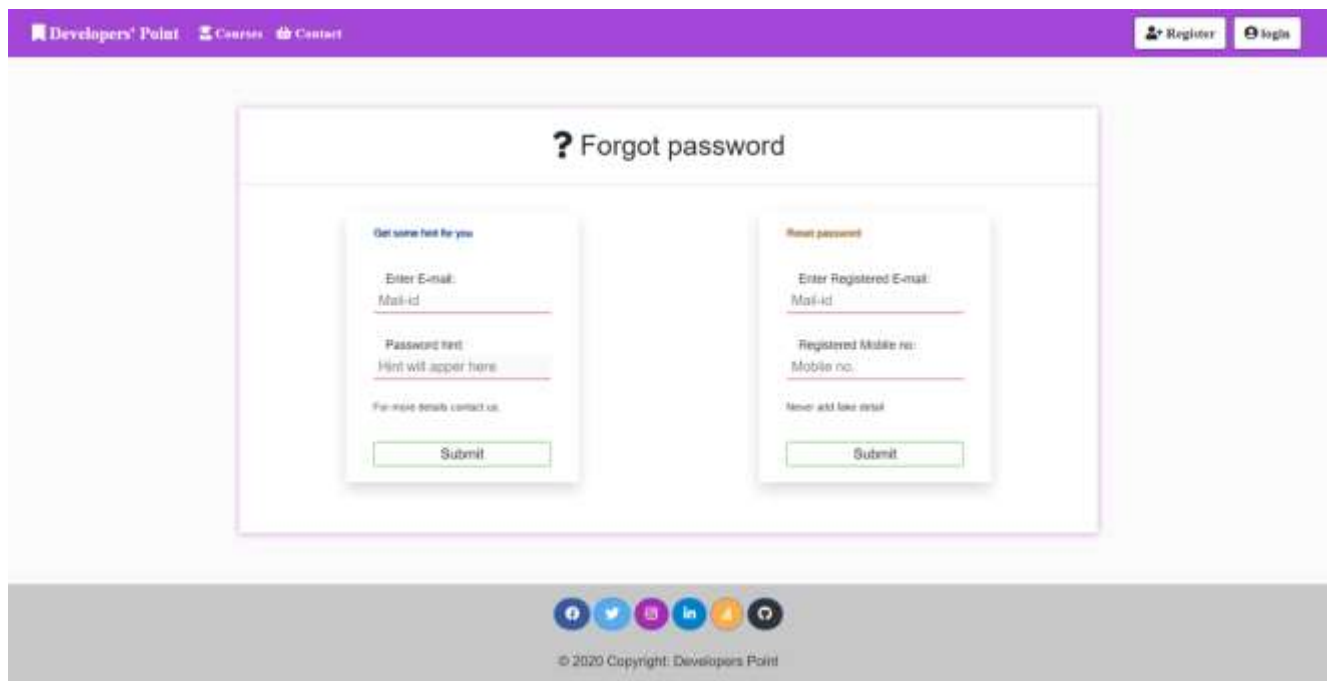 Developers' Point Courses Contact Register login
? Forgot password
Get some hint for you
Enter E-mail:
Mail-id
Password hint
Hint will apper here
For more details contact us.
Submit
Reset password
Enter Registered E-mail:
Mail-id
Registered Mobile no:
Moblie no.
Never add fake detail
Submit
© 2020 Copyright: Developers Point